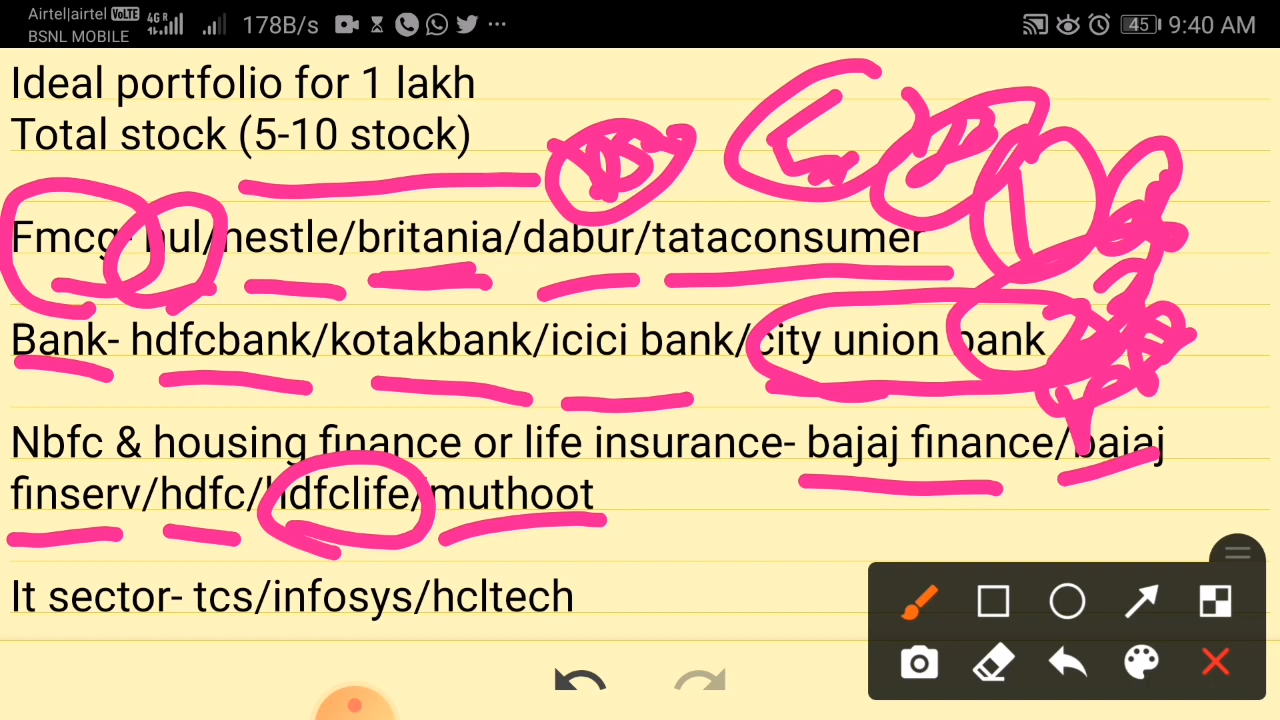 Airtel|airtel VoLTE
BSNL MOBILE
4G R
178B/s
45
9:40 AM
Ideal portfolio for 1 lakh
Total stock (5-10 stock)
Fmcg- hul/nestle/britania/dabur/tataconsumer
Bank- hdfcbank/kotakbank/icici bank/city union bank
Nbfc & housing finance or life insurance- bajaj finance/bajaj
finserv/hdfc/hdfclife/muthoot
It sector- tcs/infosys/hcltech